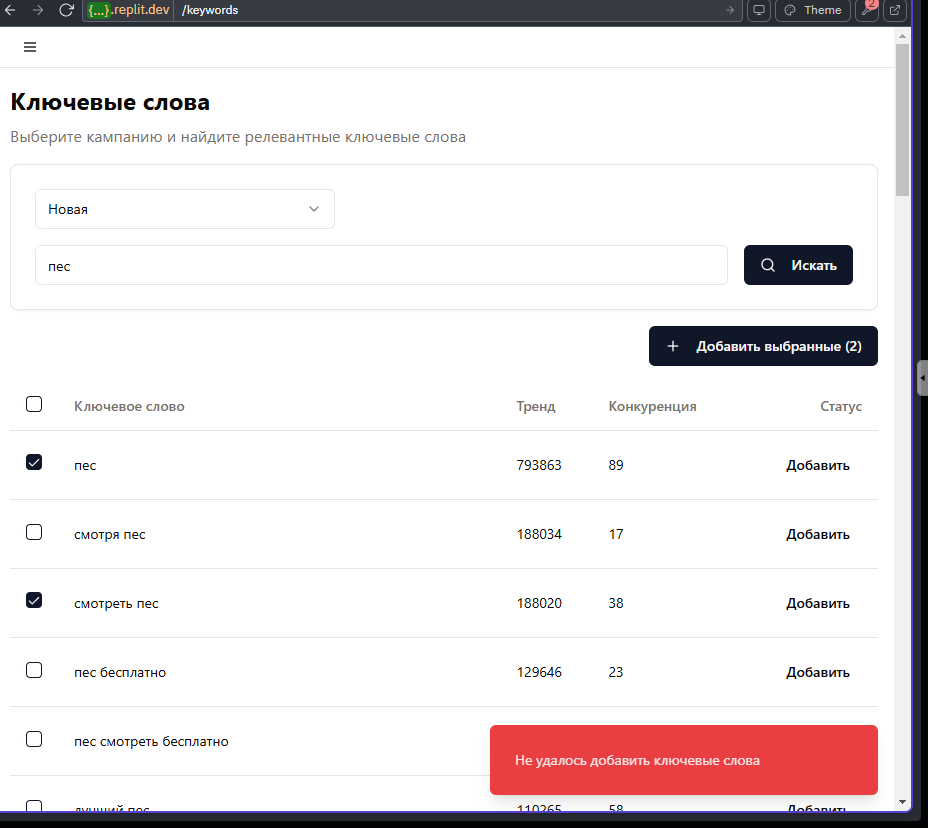 {...}.replit.dev /keywords Theme 2
Ключевые слова
Выберите кампанию и найдите релевантные ключевые слова
Новая
пес Искать
+ Добавить выбранные (2)
Ключевое слово Тренд Конкуренция Статус
пес 793863 89 Добавить
смотря пес 188034 17 Добавить
смотреть пес 188020 38 Добавить
пес бесплатно 129646 23 Добавить
пес смотреть бесплатно
Не удалось добавить ключевые слова
лучший пес 110265 58 Добавить